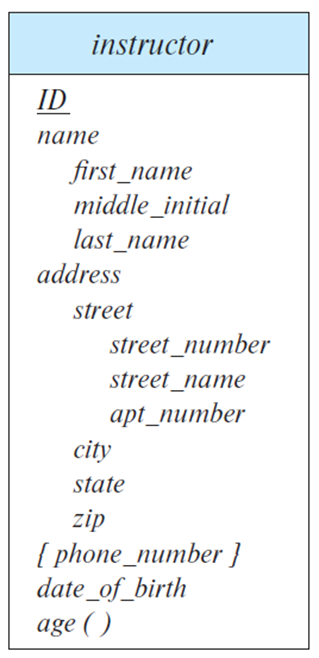 instructor
ID
name
first_name
middle_initial
last_name
address
street
street_number
street_name
apt_number
city
state
zip
{ phone_number }
date_of_birth
age ( )